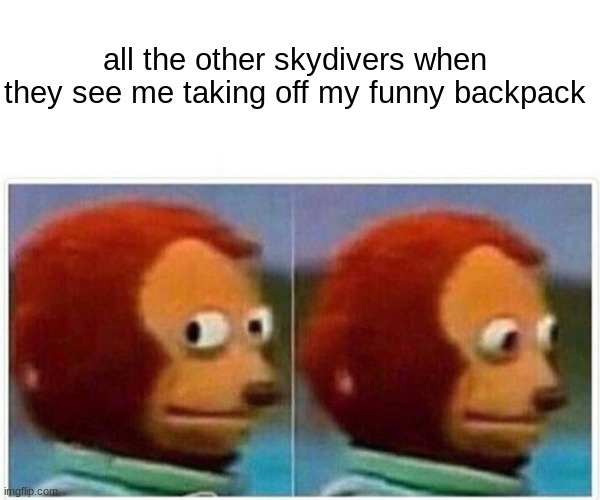 all the other skydivers when
they see me taking off my funny backpack
imgflip.com